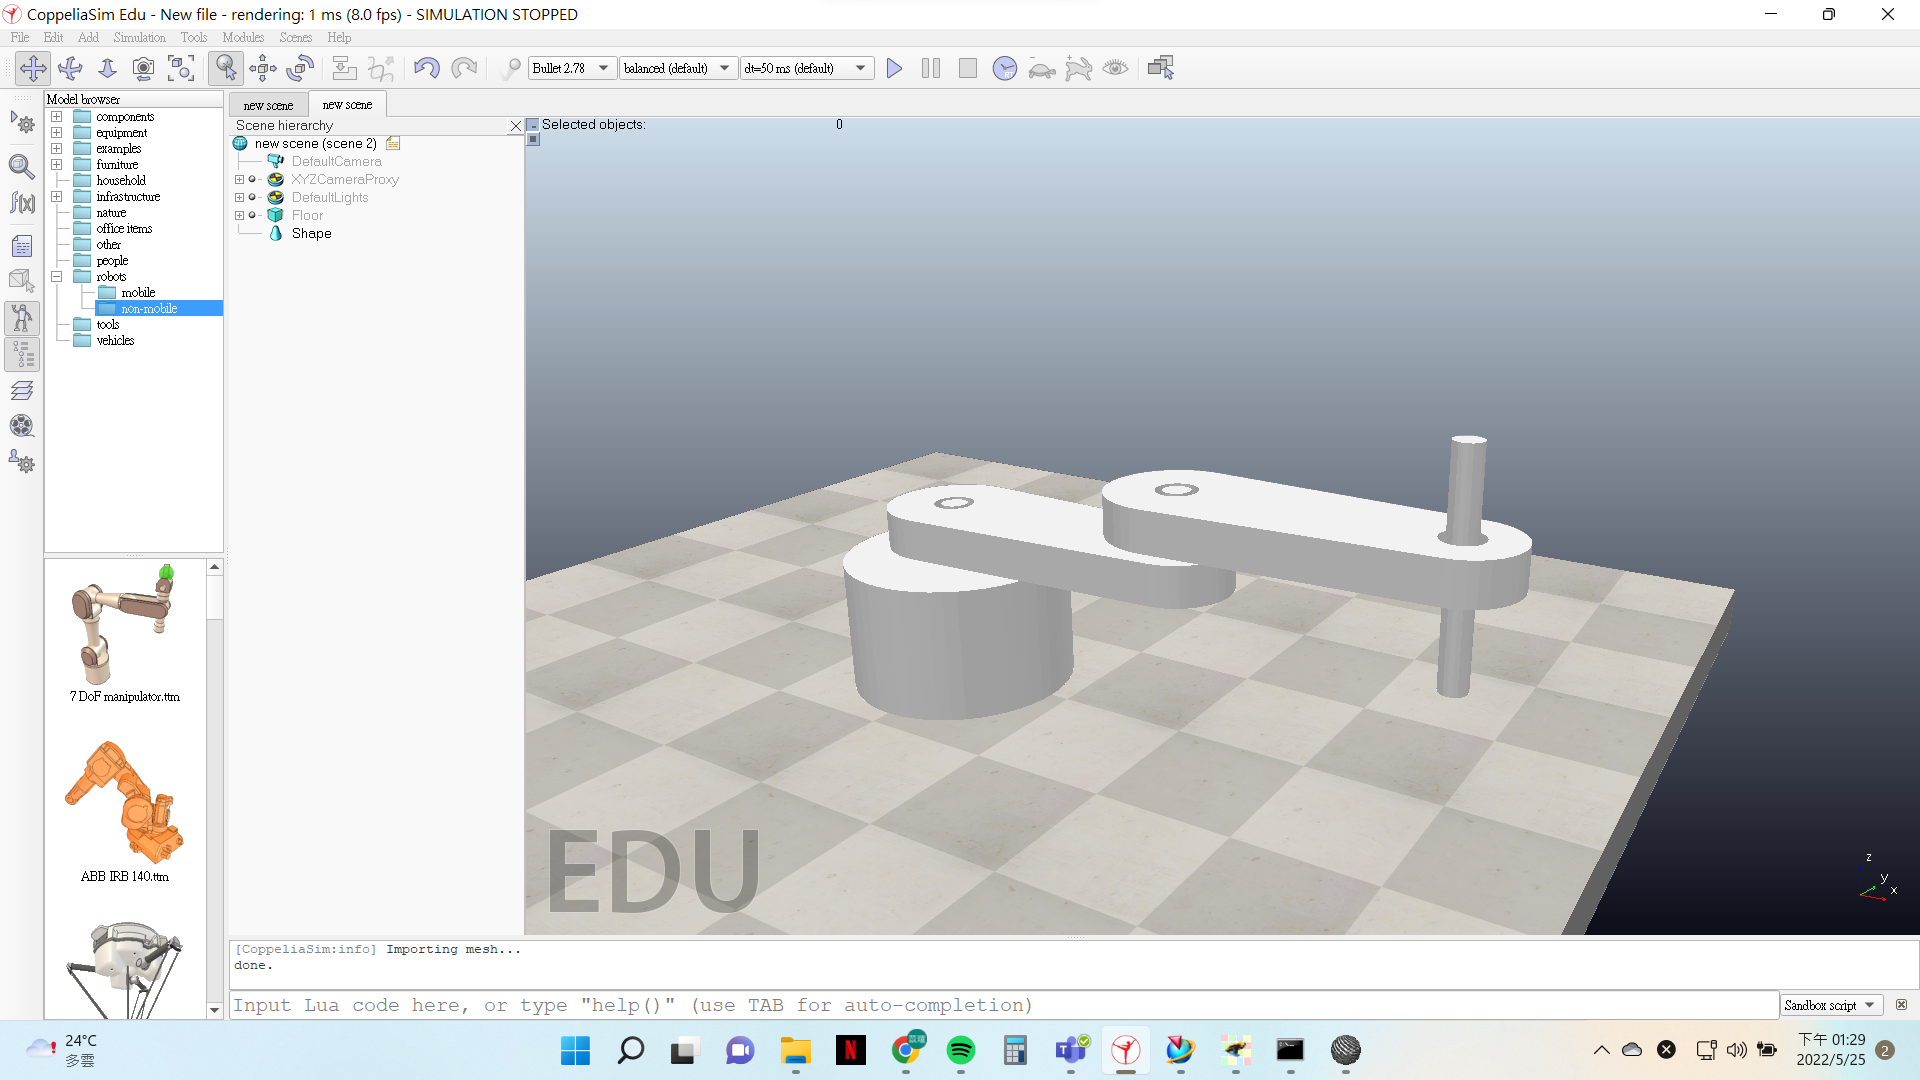 CoppeliaSim Edu - New file - rendering: 1 ms (8.0 fps) - SIMULATION STOPPED
File Edit Add Simulation Tools Modules Scenes Help
Bullet 2.78 balanced (default) dt=50 ms (default)
Model browser
components
equipment
examples
furniture
household
infrastructure
nature
office items
other
people
robots
mobile
non-mobile
tools
vehicles
7 DoF manipulator.ttm
ABB IRB 140.ttm
new scene new scene
Scene hierarchy
new scene (scene 2)
DefaultCamera
XYZCameraProxy
DefaultLights
Floor
Shape
Selected objects: 0
EDU
z
y
x
[CoppeliaSim:info] Importing mesh...
done.
Input Lua code here, or type "help()" (use TAB for auto-completion)
Sandbox script
24°C
多雲
下午 01:29
2022/5/25
2